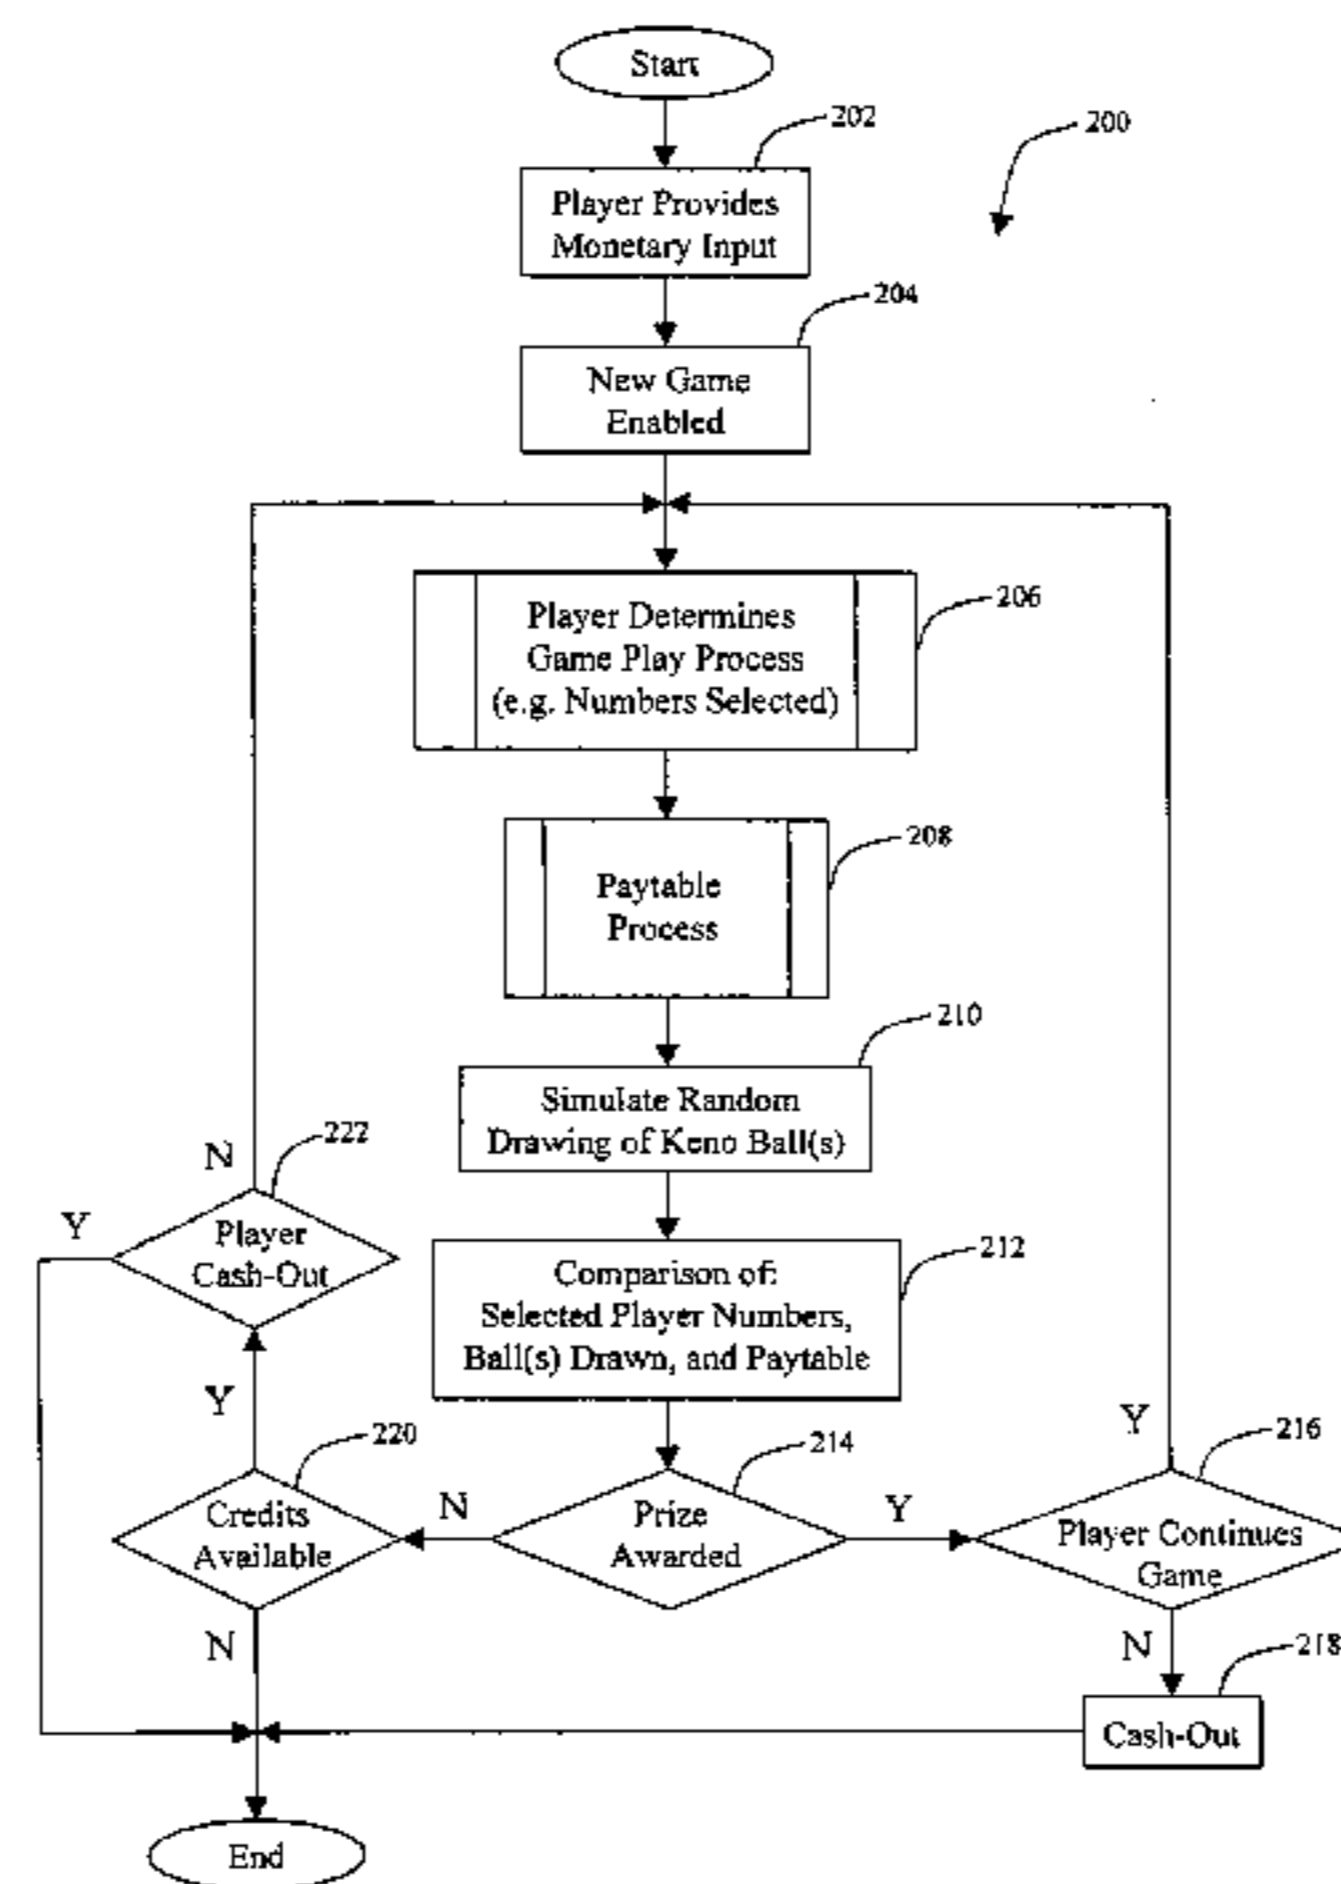 Start
202
200
Player Provides
Monetary Input
204
New Game
Enabled
206
Player Determines
Game Play Process
(e.g. Numbers Selected)
208
Paytable
Process
210
Simulate Random
Drawing of Keno Ball(s)
222
N
Y
Player
Cash-Out
212
Comparison of:
Selected Player Numbers,
Ball(s) Drawn, and Paytable
Y
220
214
Y
216
Credits
Available
N
Prize
Awarded
Y
Player Continues
Game
N
N
218
Cash-Out
End